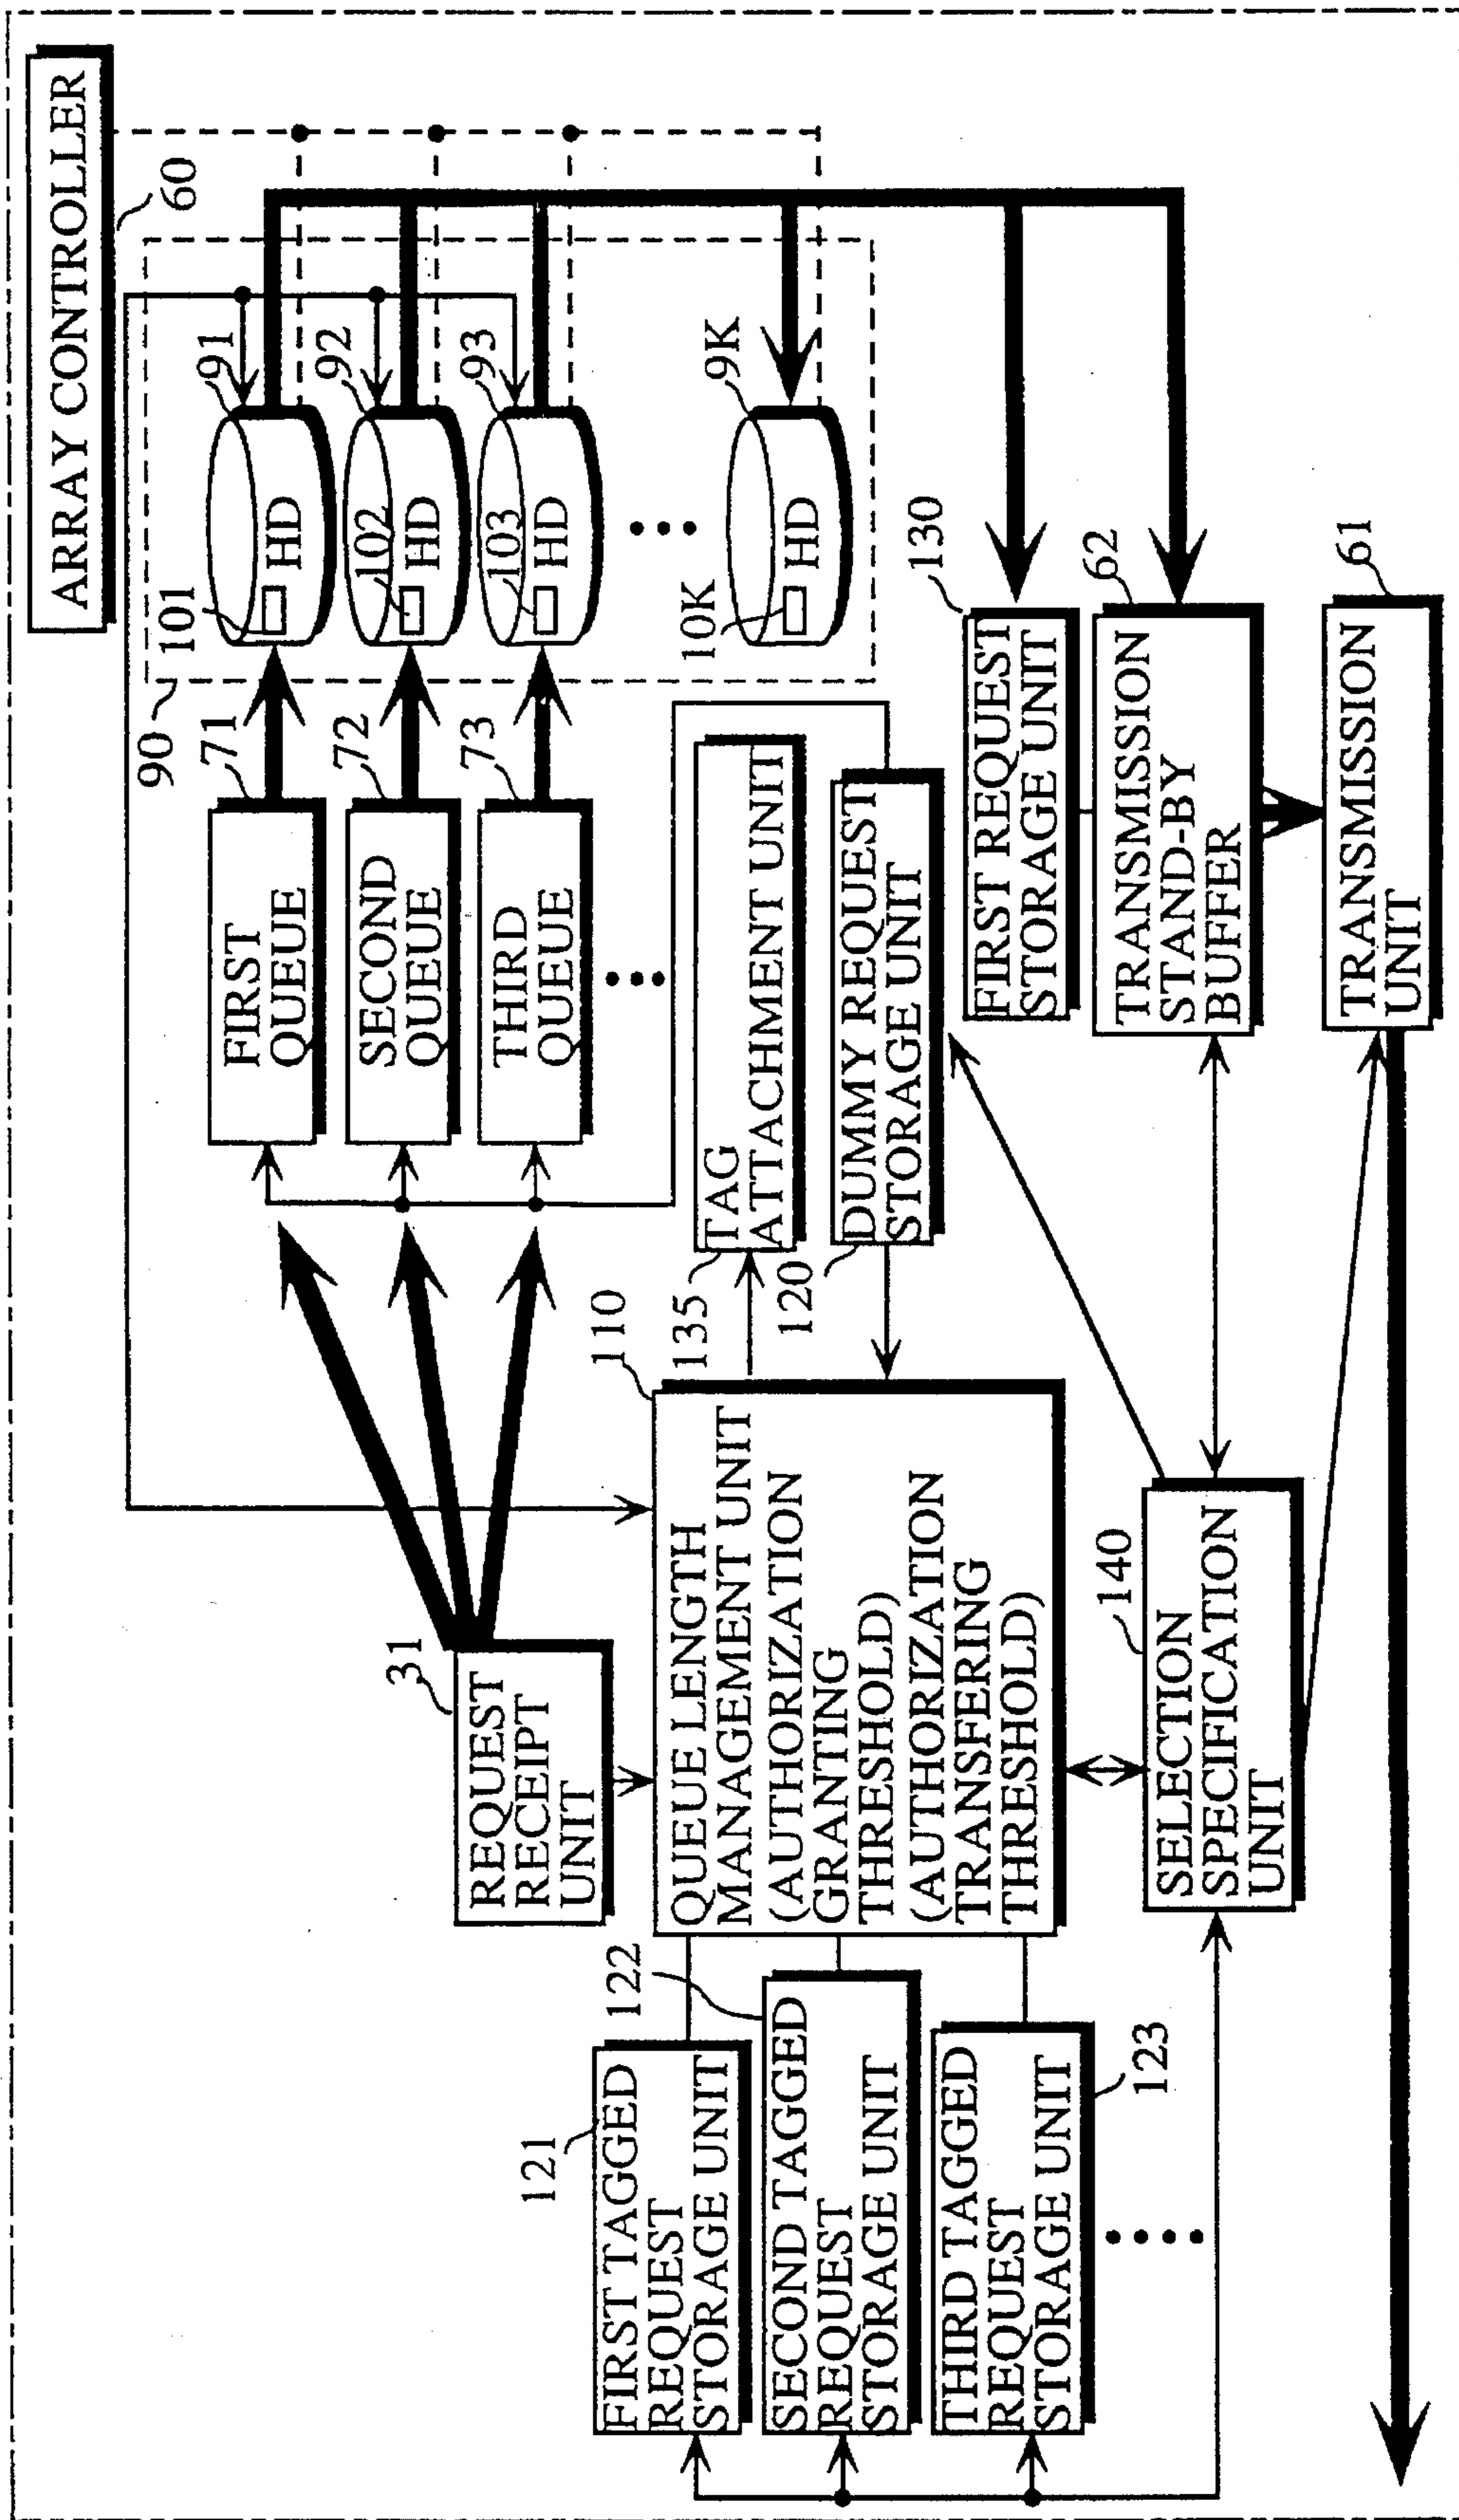 ARRAY CONTROLLER
60
90
101
HD
91
102
HD
92
103
HD
93
10K
HD
9K
71
FIRST
QUEUE
72
SECOND
QUEUE
73
THIRD
QUEUE
31
REQUEST
RECEIPT
UNIT
110
QUEUE LENGTH
MANAGEMENT UNIT
(AUTHORIZATION
GRANTING
THRESHOLD)
(AUTHORIZATION
TRANSFERING
THRESHOLD)
135
TAG
ATTACHMENT UNIT
120
DUMMY REQUEST
STORAGE UNIT
130
FIRST REQUEST
STORAGE UNIT
62
TRANSMISSION
STAND-BY
BUFFER
61
TRANSMISSION
UNIT
121
FIRST TAGGED
REQUEST
STORAGE UNIT
122
SECOND TAGGED
REQUEST
STORAGE UNIT
123
THIRD TAGGED
REQUEST
STORAGE UNIT
140
SELECTION
SPECIFICATION
UNIT